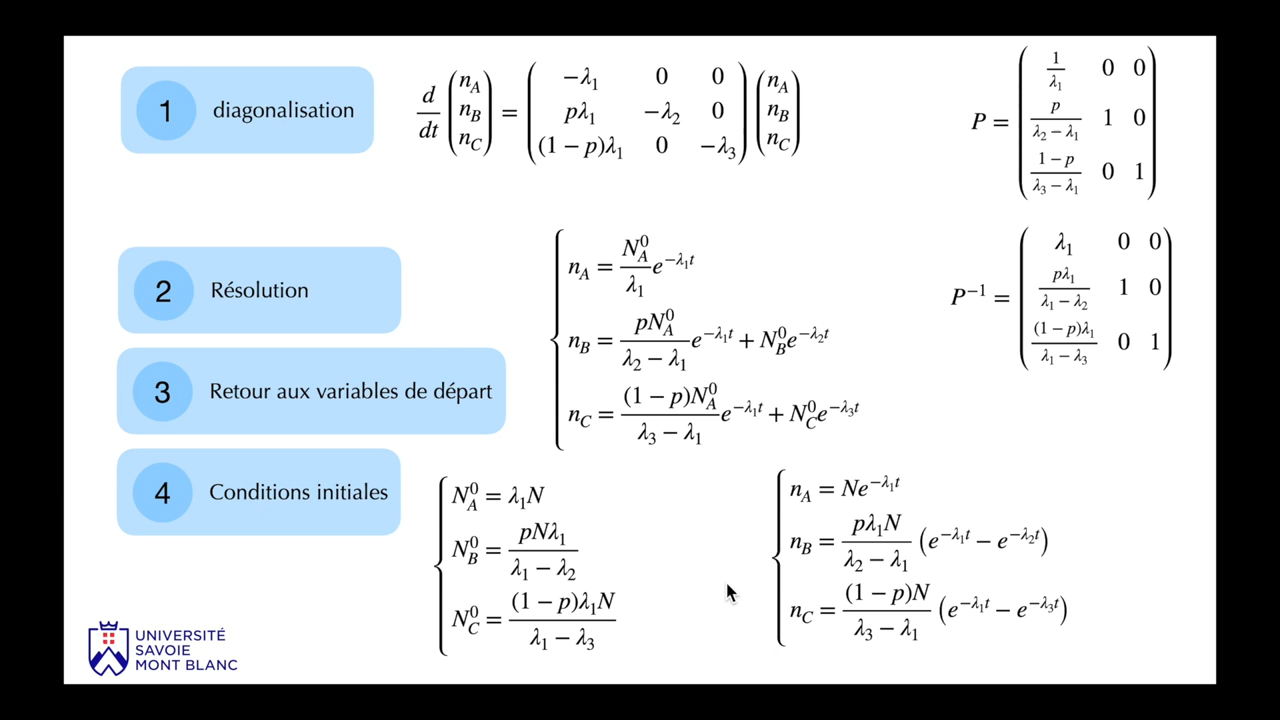 1 diagonalisation
d/dt (n_A n_B n_C) = (−λ₁ 0 0 ; pλ₁ −λ₂ 0 ; (1 − p)λ₁ 0 −λ₃) (n_A n_B n_C)
P = (1/λ₁ 0 0 ; p/(λ₂ − λ₁) 1 0 ; (1 − p)/(λ₃ − λ₁) 0 1)
2 Résolution
3 Retour aux variables de départ
n_A = N_A^0/λ₁ e^{−λ₁t}
n_B = pN_A^0/(λ₂ − λ₁) e^{−λ₁t} + N_B^0 e^{−λ₂t}
n_C = (1 − p)N_A^0/(λ₃ − λ₁) e^{−λ₁t} + N_C^0 e^{−λ₃t}
P^{−1} = (λ₁ 0 0 ; pλ₁/(λ₁ − λ₂) 1 0 ; (1 − p)λ₁/(λ₁ − λ₃) 0 1)
4 Conditions initiales
N_A^0 = λ₁N
N_B^0 = pNλ₁/(λ₁ − λ₂)
N_C^0 = (1 − p)λ₁N/(λ₁ − λ₃)
n_A = Ne^{−λ₁t}
n_B = pλ₁N/(λ₂ − λ₁) (e^{−λ₁t} − e^{−λ₂t})
n_C = (1 − p)N/(λ₃ − λ₁) (e^{−λ₁t} − e^{−λ₃t})
UNIVERSITÉ
SAVOIE
MONT BLANC